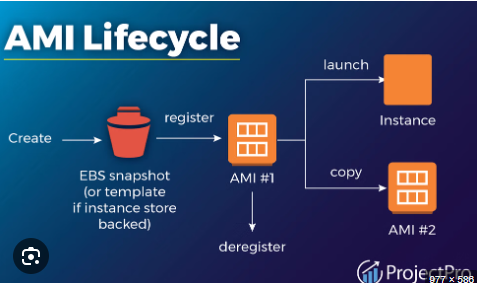 AMI Lifecycle
launch
register
Create
Instance
EBS snapshot
(or template
if instance store
backed)
AMI #1
copy
AMI #2
deregister
ProjectPro
977 × 586